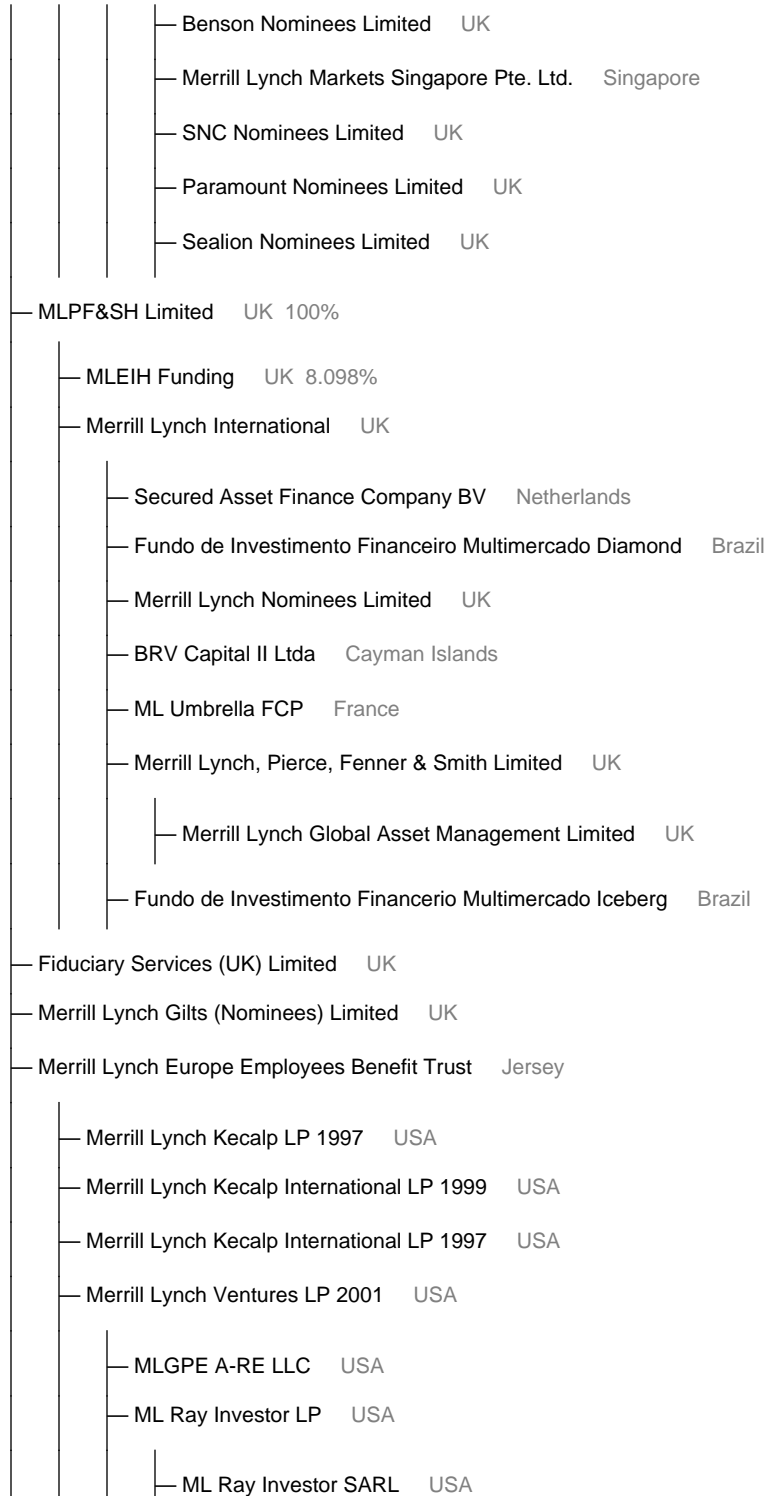 Benson Nominees Limited UK
Merrill Lynch Markets Singapore Pte. Ltd. Singapore
SNC Nominees Limited UK
Paramount Nominees Limited UK
Sealion Nominees Limited UK
MLPF&SH Limited UK 100%
MLEIH Funding UK 8.098%
Merrill Lynch International UK
Secured Asset Finance Company BV Netherlands
Fundo de Investimento Financeiro Multimercado Diamond Brazil
Merrill Lynch Nominees Limited UK
BRV Capital II Ltda Cayman Islands
ML Umbrella FCP France
Merrill Lynch, Pierce, Fenner & Smith Limited UK
Merrill Lynch Global Asset Management Limited UK
Fundo de Investimento Financerio Multimercado Iceberg Brazil
Fiduciary Services (UK) Limited UK
Merrill Lynch Gilts (Nominees) Limited UK
Merrill Lynch Europe Employees Benefit Trust Jersey
Merrill Lynch Kecalp LP 1997 USA
Merrill Lynch Kecalp International LP 1999 USA
Merrill Lynch Kecalp International LP 1997 USA
Merrill Lynch Ventures LP 2001 USA
MLGPE A-RE LLC USA
ML Ray Investor LP USA
ML Ray Investor SARL USA